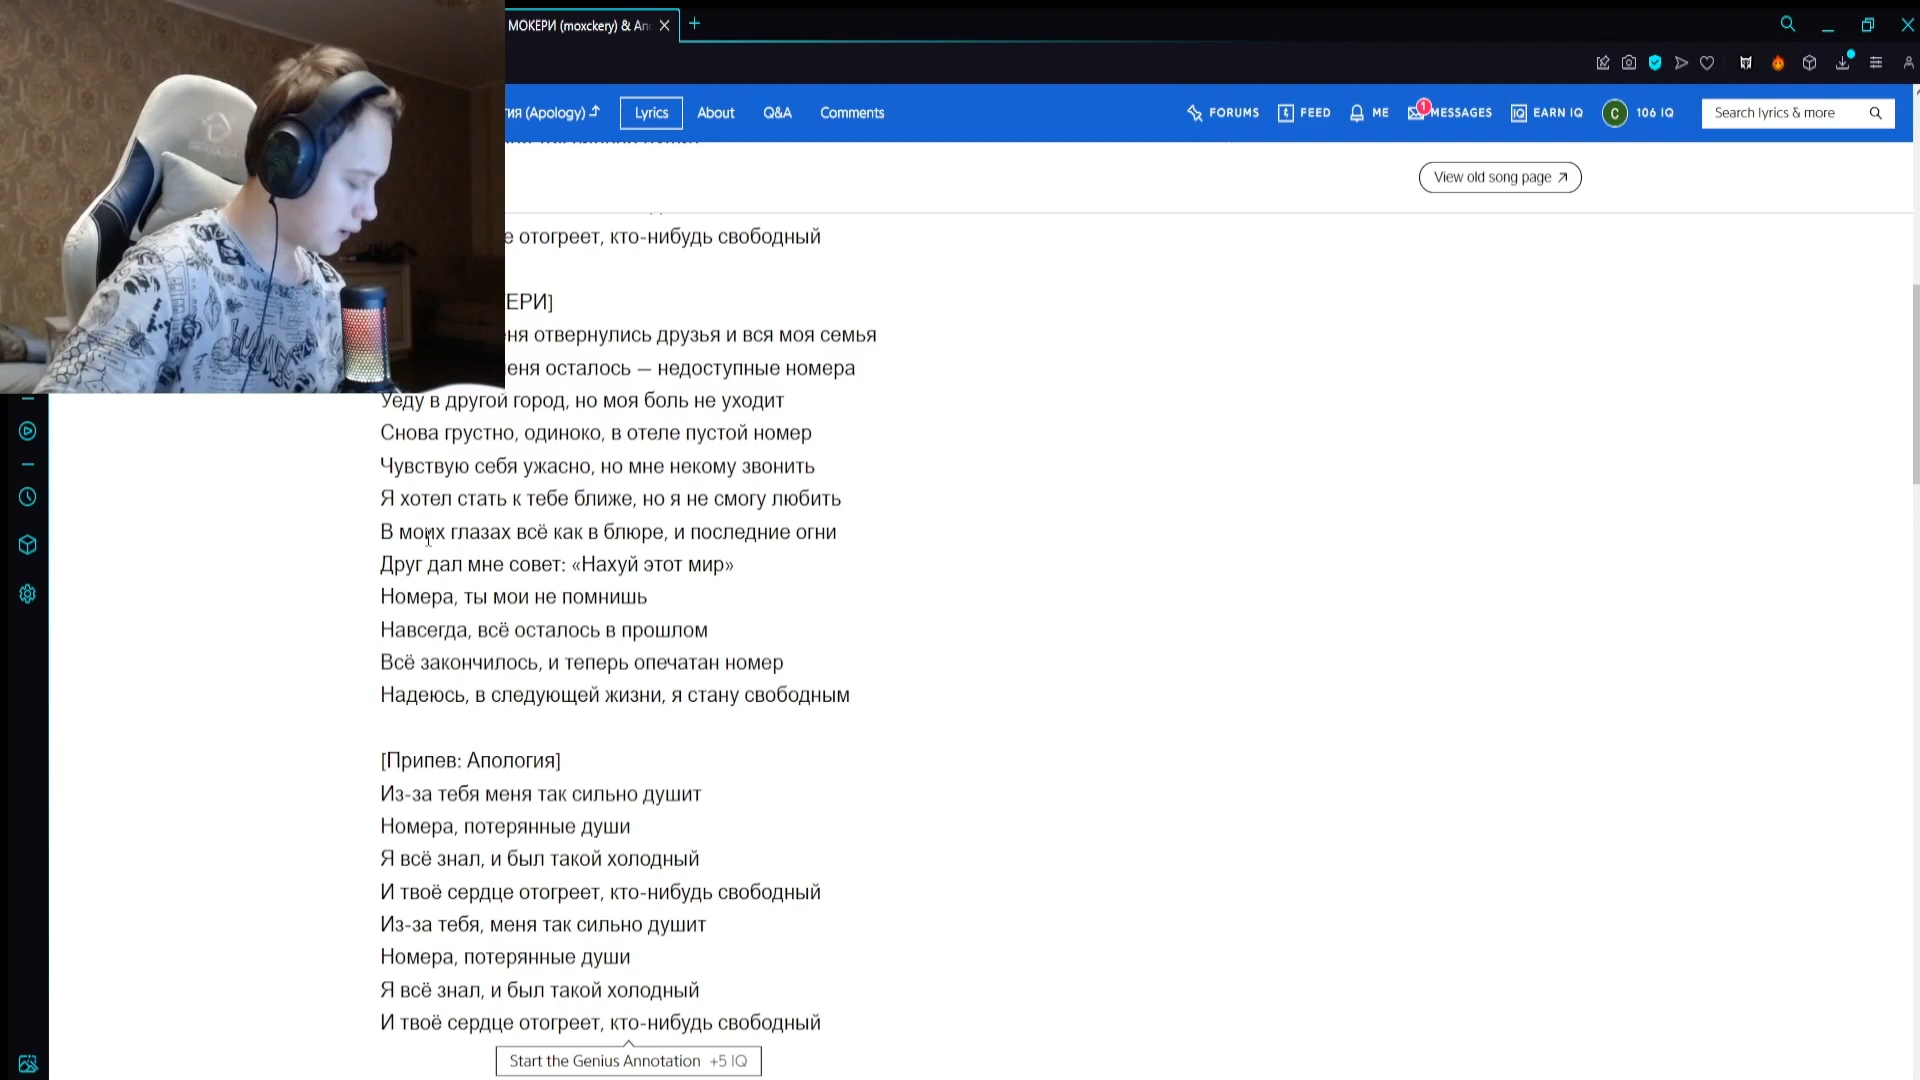 МОКЕРИ (moxckery) & Ап
гия (Apology)
Lyrics
About
Q&A
Comments
FORUMS
FEED
ME
1
MESSAGES
EARN IQ
C
106 IQ
Search lyrics & more
View old song page
е отогреет, кто-нибудь свободный
ЕРИ]
еня отвернулись друзья и вся моя семья
еня осталось — недоступные номера
Уеду в другой город, но моя боль не уходит
Снова грустно, одиноко, в отеле пустой номер
Чувствую себя ужасно, но мне некому звонить
Я хотел стать к тебе ближе, но я не смогу любить
В моих глазах всё как в блюре, и последние огни
Друг дал мне совет: «Нахуй этот мир»
Номера, ты мои не помнишь
Навсегда, всё осталось в прошлом
Всё закончилось, и теперь опечатан номер
Надеюсь, в следующей жизни, я стану свободным
[Припев: Апология]
Из-за тебя меня так сильно душит
Номера, потерянные души
Я всё знал, и был такой холодный
И твоё сердце отогреет, кто-нибудь свободный
Из-за тебя, меня так сильно душит
Номера, потерянные души
Я всё знал, и был такой холодный
И твоё сердце отогреет, кто-нибудь свободный
Start the Genius Annotation +5 IQ